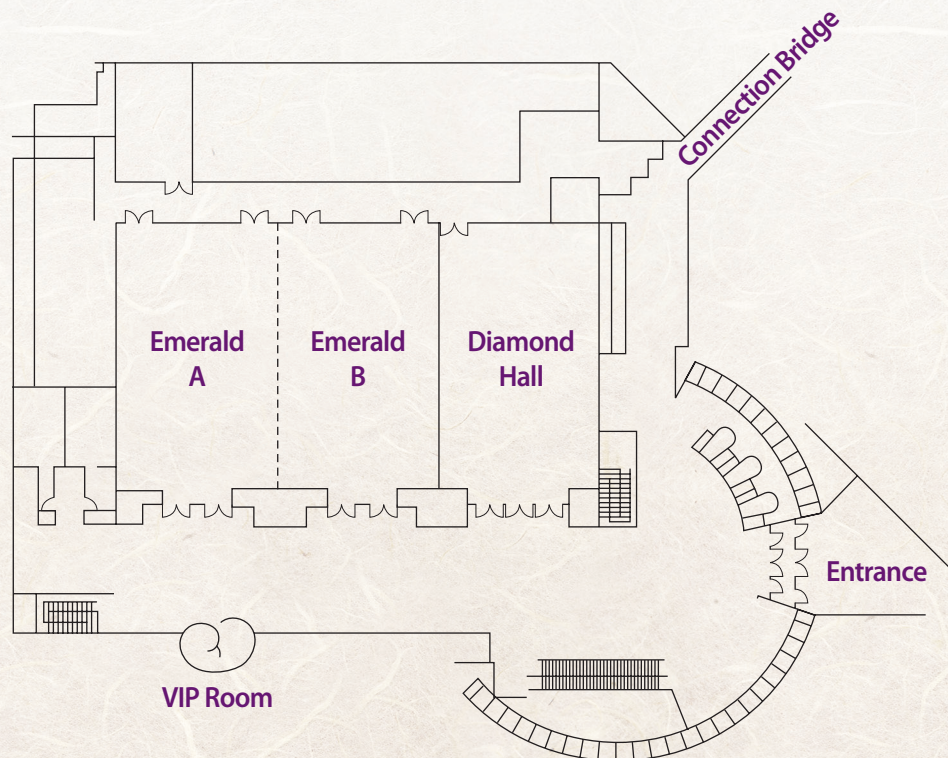 Connection Bridge
Emerald
A
Emerald
B
Diamond
Hall
Entrance
VIP Room